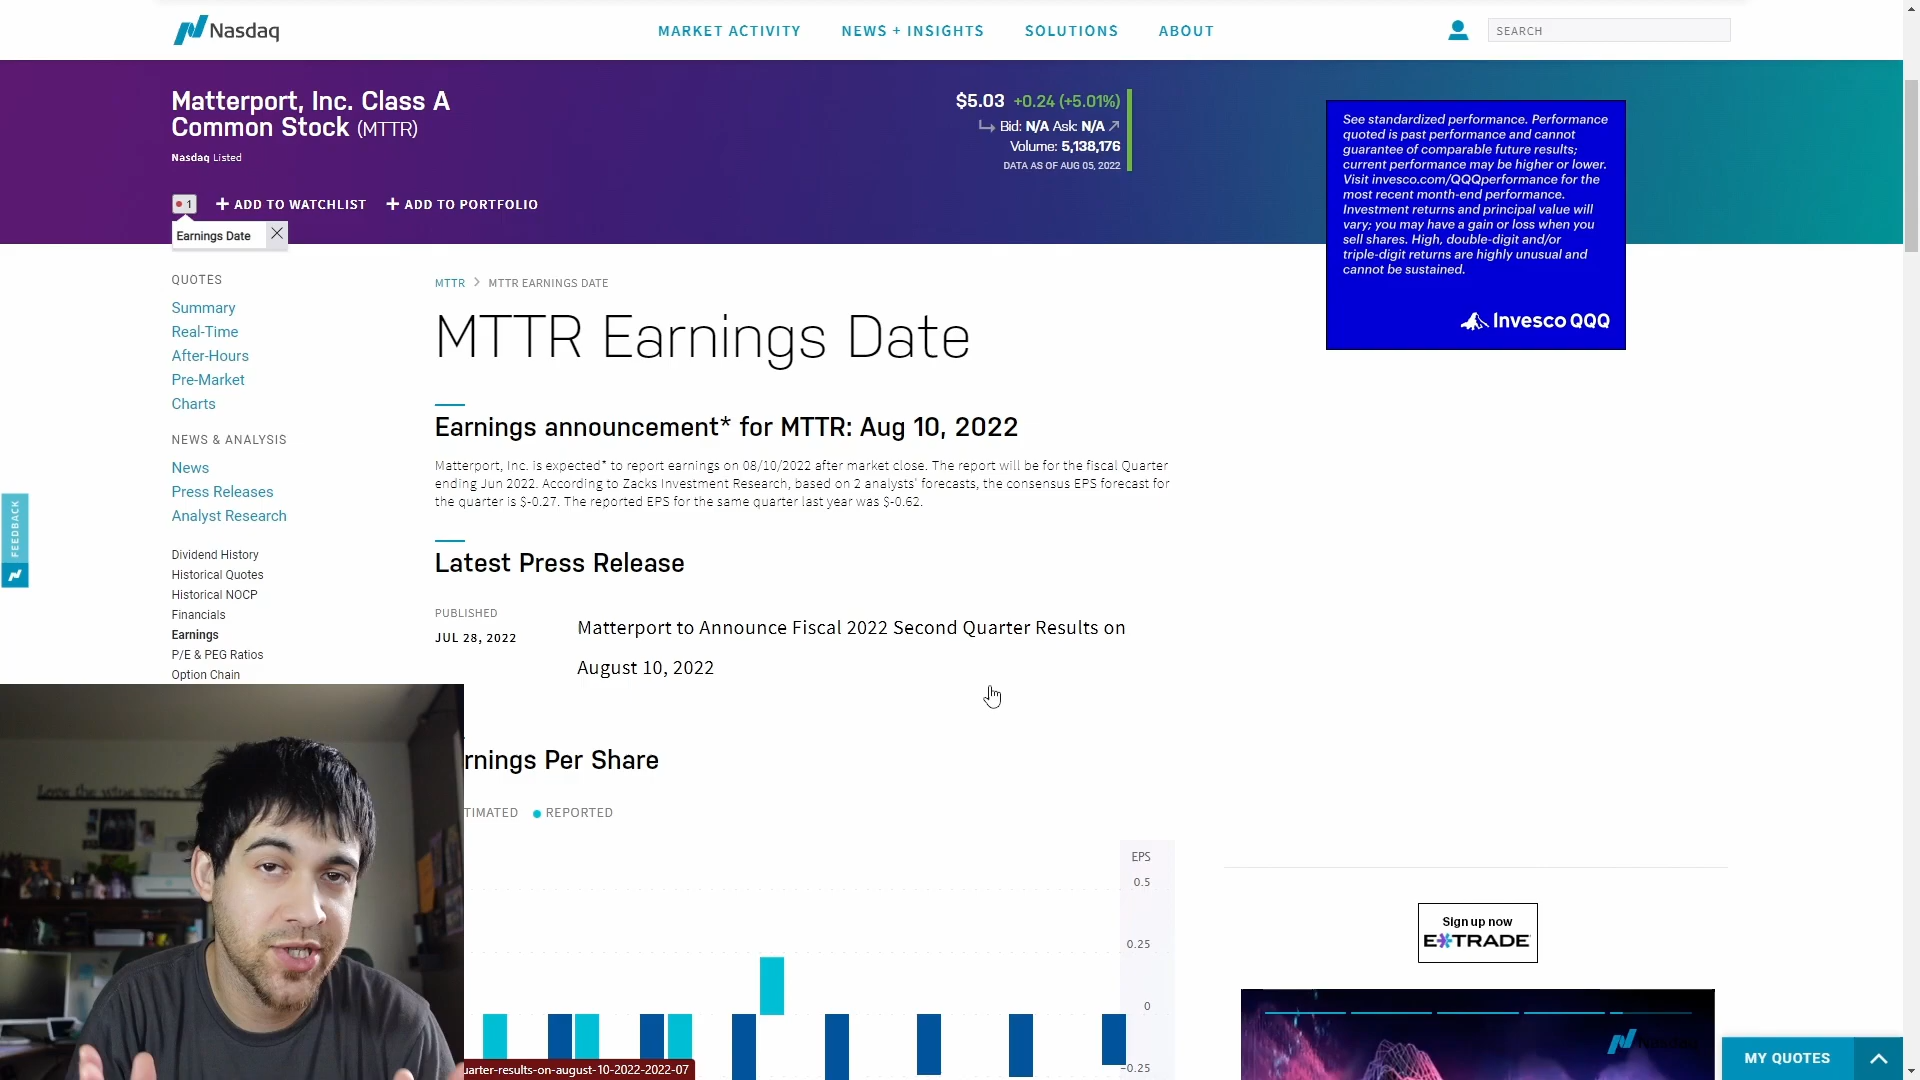 Nasdaq
MARKET ACTIVITY
NEWS + INSIGHTS
SOLUTIONS
ABOUT
SEARCH
Matterport, Inc. Class A
Common Stock (MTTR)
Nasdaq Listed
$5.03 +0.24 (+5.01%)
Bid: N/A Ask: N/A
Volume: 5,138,176
DATA AS OF AUG 05, 2022
1
+ ADD TO WATCHLIST
+ ADD TO PORTFOLIO
Earnings Date
See standardized performance. Performance
quoted is past performance and cannot
guarantee of comparable future results;
current performance may be higher or lower.
Visit invesco.com/QQQperformance for the
most recent month-end performance.
Investment returns and principal value will
vary; you may have a gain or loss when you
sell shares. High, double-digit and/or
triple-digit returns are highly unusual and
cannot be sustained.
Invesco QQQ
QUOTES
Summary
Real-Time
After-Hours
Pre-Market
Charts
NEWS & ANALYSIS
News
Press Releases
Analyst Research
Dividend History
Historical Quotes
Historical NOCP
Financials
Earnings
P/E & PEG Ratios
Option Chain
FEEDBACK
MTTR > MTTR EARNINGS DATE
MTTR Earnings Date
Earnings announcement* for MTTR: Aug 10, 2022
Matterport, Inc. is expected* to report earnings on 08/10/2022 after market close. The report will be for the fiscal Quarter
ending Jun 2022. According to Zacks Investment Research, based on 2 analysts' forecasts, the consensus EPS forecast for
the quarter is $-0.27. The reported EPS for the same quarter last year was $-0.62.
Latest Press Release
PUBLISHED
JUL 28, 2022
Matterport to Announce Fiscal 2022 Second Quarter Results on
August 10, 2022
rnings Per Share
TIMATED
REPORTED
EPS
0.5
0.25
0
-0.25
Love the wine you're w
uarter-results-on-august-10-2022-2022-07
Sign up now
E*TRADE
Nasdaq
MY QUOTES